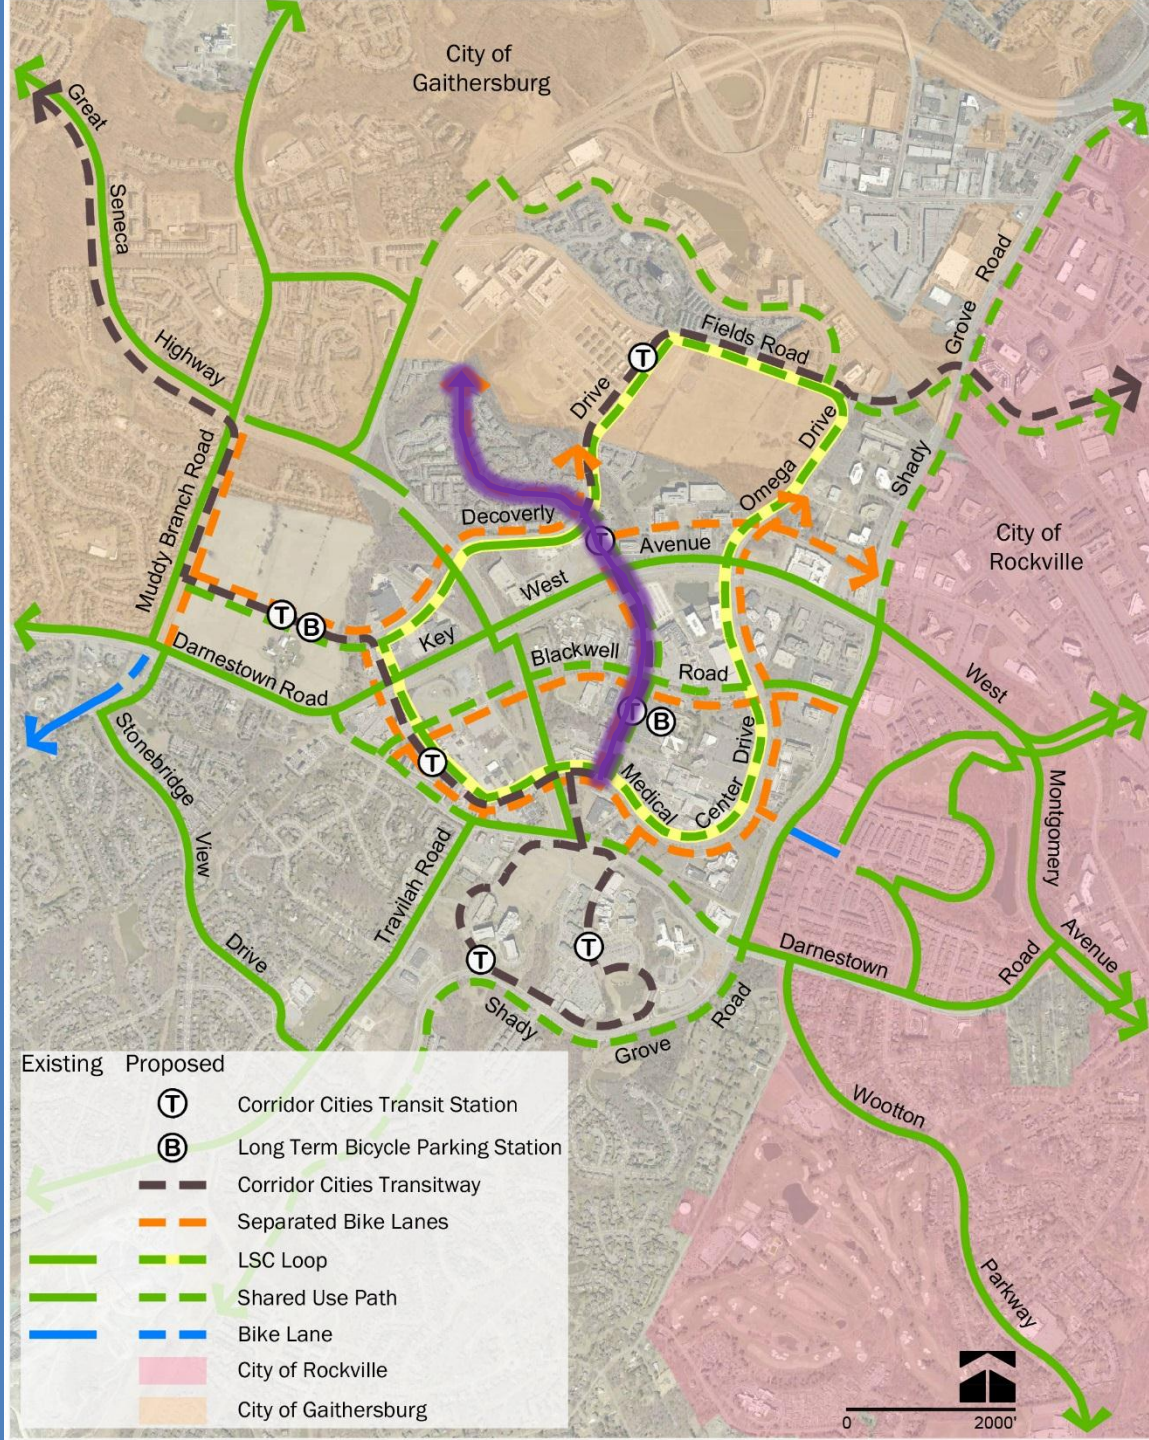 City of
Gaithersburg
Great
Seneca
Highway
Fields Road
Drive
Grove Road
Omega Drive
Shady
City of
Rockville
Muddy Branch Road
Decoverly
Avenue
West
Key
Blackwell
Road
West
Darnestown Road
Stonebridge
View
Drive
T
T
T
B
T
B
T
Medical
Center Drive
Montgomery
Avenue
Travilah Road
T
T
Darnestown
Road
Shady
Grove
Road
Wootton
Parkway
Existing Proposed
T Corridor Cities Transit Station
B Long Term Bicycle Parking Station
Corridor Cities Transitway
Separated Bike Lanes
LSC Loop
Shared Use Path
Bike Lane
City of Rockville
City of Gaithersburg
0 2000'